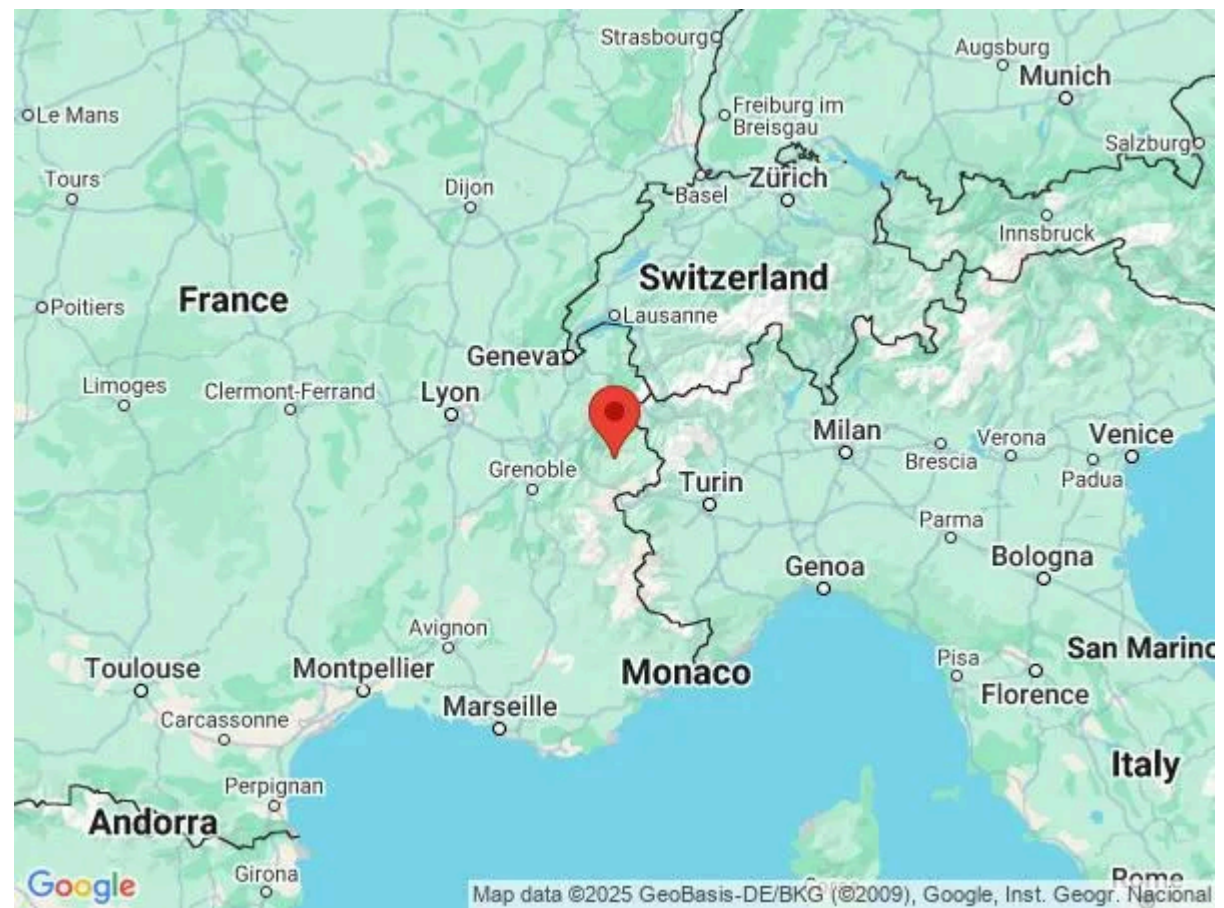 Strasbourg
Augsburg
Munich
Le Mans
Freiburg im
Breisgau
Salzburg
Tours
Dijon
Basel
Zürich
Innsbruck
Switzerland
France
Poitiers
Lausanne
Geneva
Limoges
Clermont-Ferrand
Lyon
Milan
Verona
Venice
Brescia
Padua
Grenoble
Turin
Parma
Bologna
Genoa
Avignon
San Marino
Pisa
Toulouse
Montpellier
Monaco
Florence
Marseille
Carcassonne
Italy
Perpignan
Andorra
Girona
Rome
Google
Map data ©2025 GeoBasis-DE/BKG (©2009), Google, Inst. Geogr. Nacional